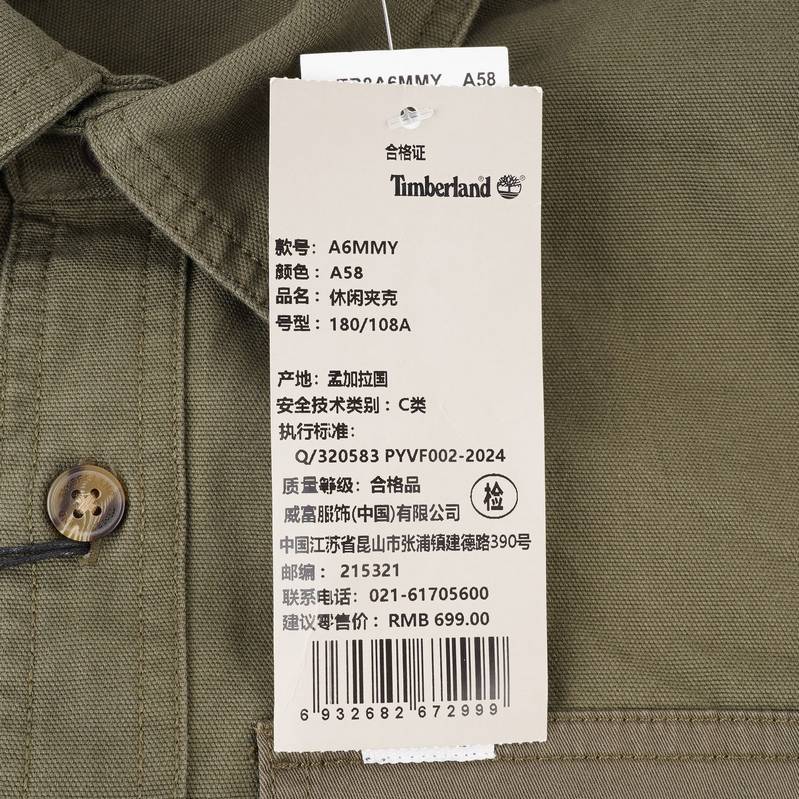 A6MMY A58
合格证
Timberland
款号: A6MMY
颜色: A58
品名: 休闲夹克
号型: 180/108A
产地: 孟加拉国
安全技术类别: C类
执行标准:
Q/320583 PYVF002-2024
质量等级: 合格品
检
威富服饰(中国)有限公司
中国江苏省昆山市张浦镇建德路390号
邮编: 215321
联系电话: 021-61705600
建议零售价: RMB 699.00
6 932682 672999